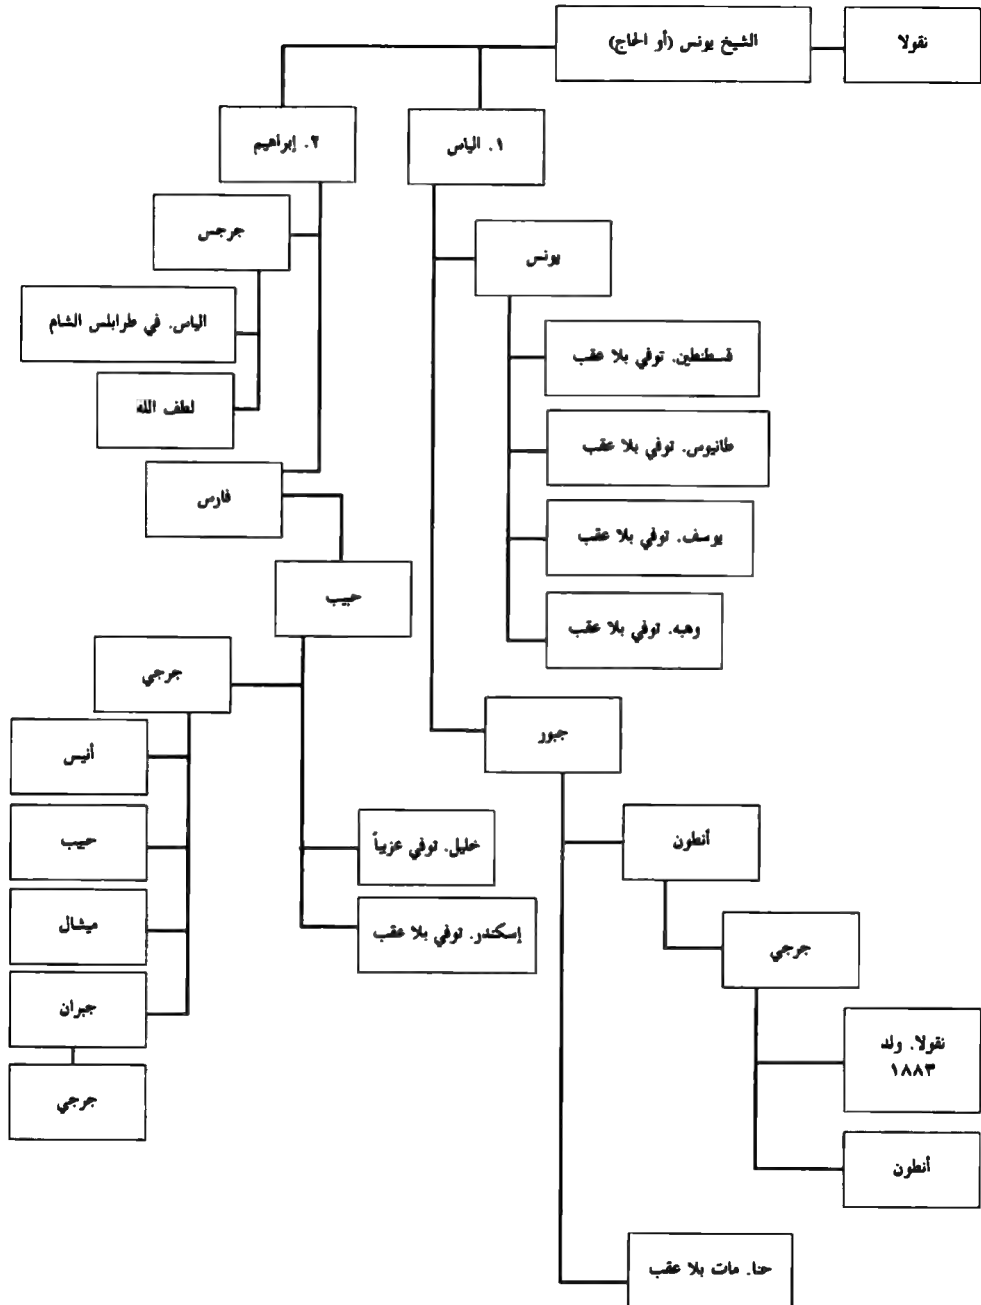 نقولا
الشيخ يونس (أو الحاج)
١. الياس
٢. إبراهيم
يونس
قسطنطين. توفي بلا عقب
طانيوس. توفي بلا عقب
يوسف. توفي بلا عقب
وهبه. توفي بلا عقب
جبور
أنطون
جرجي
نقولا. ولد
١٨٨٣
أنطون
حنا. مات بلا عقب
جرجس
الياس. في طرابلس الشام
لطف الله
فارس
حبيب
جرجي
أنيس
حبيب
ميشال
جبران
جرجي
خليل. توفي عزيباً
إسكندر. توفي بلا عقب